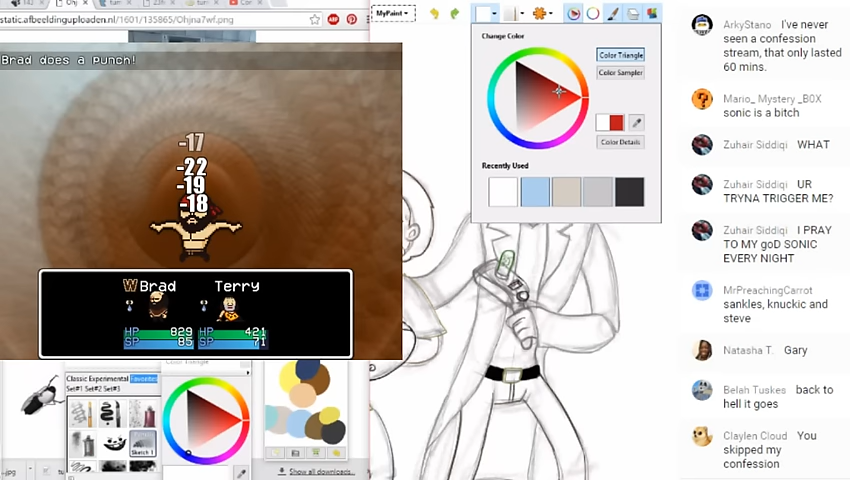 static.afbeeldinguploaden.nl/1601/135865/Ohjna7wf.png
Brad does a Punch!
-17
-22
-19
-18
W Brad
Terry
HP 829
HP 421
SP 85
SP 71
MyPaint
Change Color
Color Triangle
Color Sampler
Color Details
Recently Used
Color Triangle
Classic Experimental Favorites
Set#1 Set#2 Set#3
Sketch 1
Show all downloads...
ArkyStano I've never
seen a confession
stream, that only lasted
60 mins.
Mario_ Mystery _B0X
sonic is a bitch
Zuhair Siddiqi WHAT
Zuhair Siddiqi UR
TRYNA TRIGGER ME?
Zuhair Siddiqi I PRAY
TO MY goD SONIC
EVERY NIGHT
MrPreachingCarrot
sankles, knuckic and
steve
Natasha T. Gary
Belah Tuskes back to
hell it goes
Claylen Cloud You
skipped my
confession